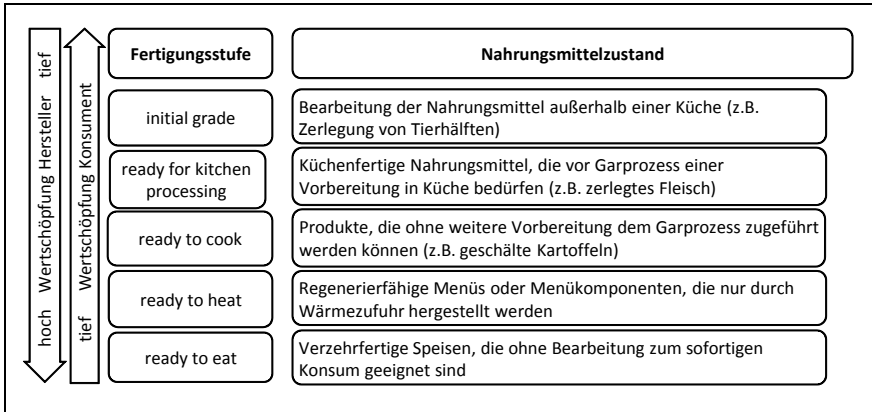 hoch Wertschöpfung Hersteller tief
tief Wertschöpfung Konsument
Fertigungsstufe
Nahrungsmittelzustand
initial grade
Bearbeitung der Nahrungsmittel außerhalb einer Küche (z.B.
Zerlegung von Tierhälften)
ready for kitchen
processing
Küchenfertige Nahrungsmittel, die vor Garprozess einer
Vorbereitung in Küche bedürfen (z.B. zerlegtes Fleisch)
ready to cook
Produkte, die ohne weitere Vorbereitung dem Garprozess zugeführt
werden können (z.B. geschälte Kartoffeln)
ready to heat
Regenerierfähige Menüs oder Menükomponenten, die nur durch
Wärmezufuhr hergestellt werden
ready to eat
Verzehrfertige Speisen, die ohne Bearbeitung zum sofortigen
Konsum geeignet sind